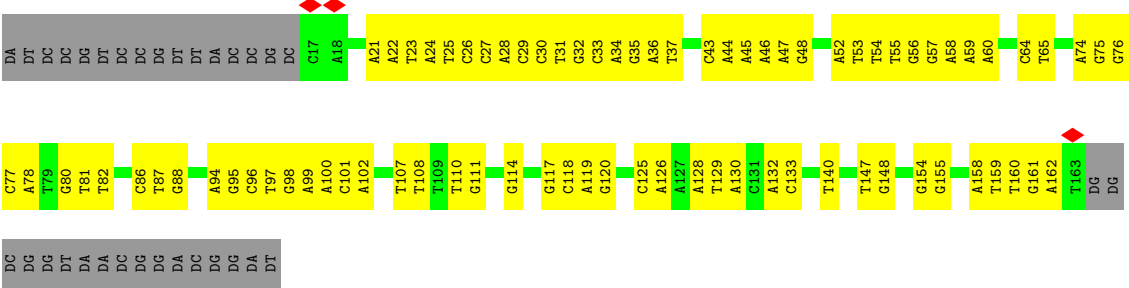 DA DT DC DC DG DT DC DC DG DT DT DA DC DC DG DC C17 A18 A21 A22 T23 A24 T25 C26 C27 A28 C29 C30 T31 G32 C33 A34 G35 A36 T37 C43 A44 A45 A46 A47 G48 A52 T53 T54 T55 G56 G57 A58 A59 A60 C64 T65 A74 G75 G76
C77 A78 T79 G80 T81 T82 C86 T87 G88 A94 G95 C96 T97 G98 A99 A100 C101 A102 T107 T108 T109 T110 G111 G114 G117 C118 A119 G120 C125 A126 A127 A128 T129 A130 C131 A132 C133 T140 T147 G148 G154 G155 A158 T159 T160 G161 A162 T163 DG DG
DC DG DG DT DA DA DC DG DG DA DC DG DG DA DT